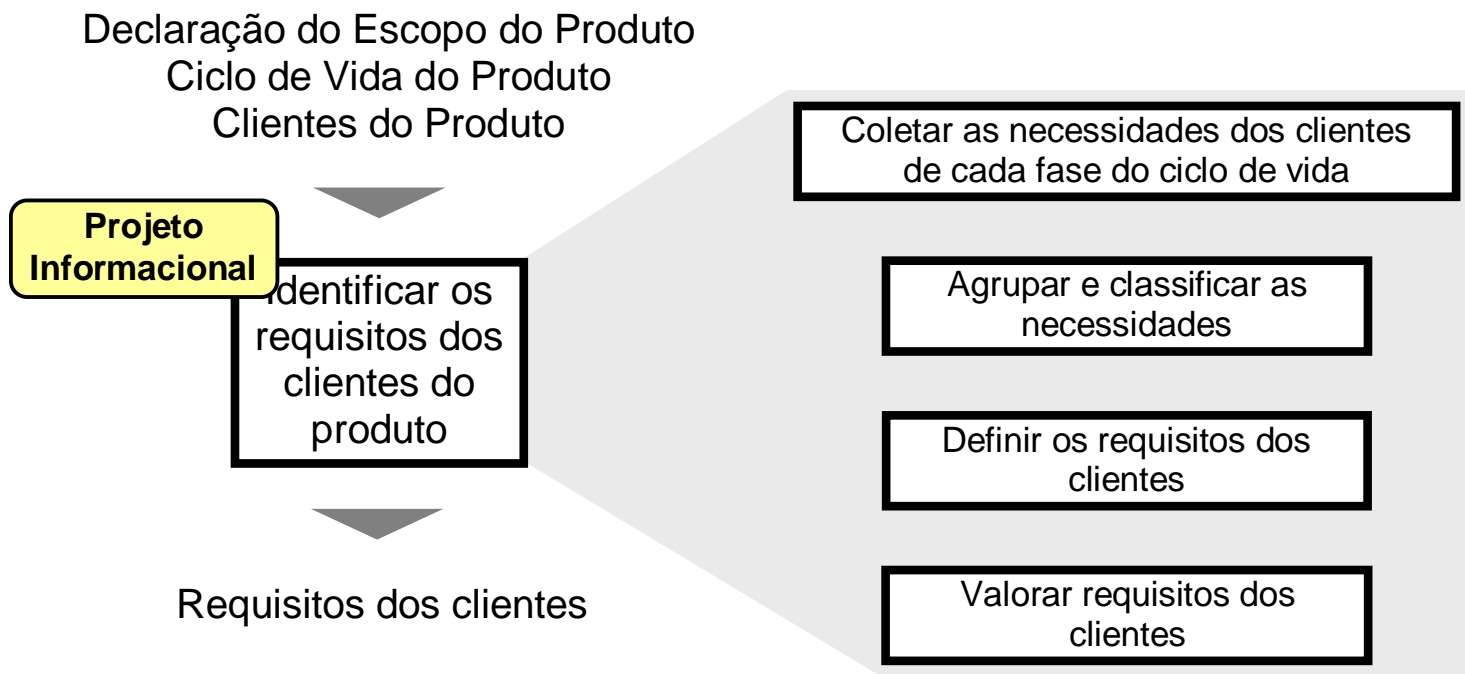 Declaração do Escopo do Produto
Ciclo de Vida do Produto
Clientes do Produto
Projeto
Informacional
Identificar os
requisitos dos
clientes do
produto
Requisitos dos clientes
Coletar as necessidades dos clientes
de cada fase do ciclo de vida
Agrupar e classificar as
necessidades
Definir os requisitos dos
clientes
Valorar requisitos dos
clientes